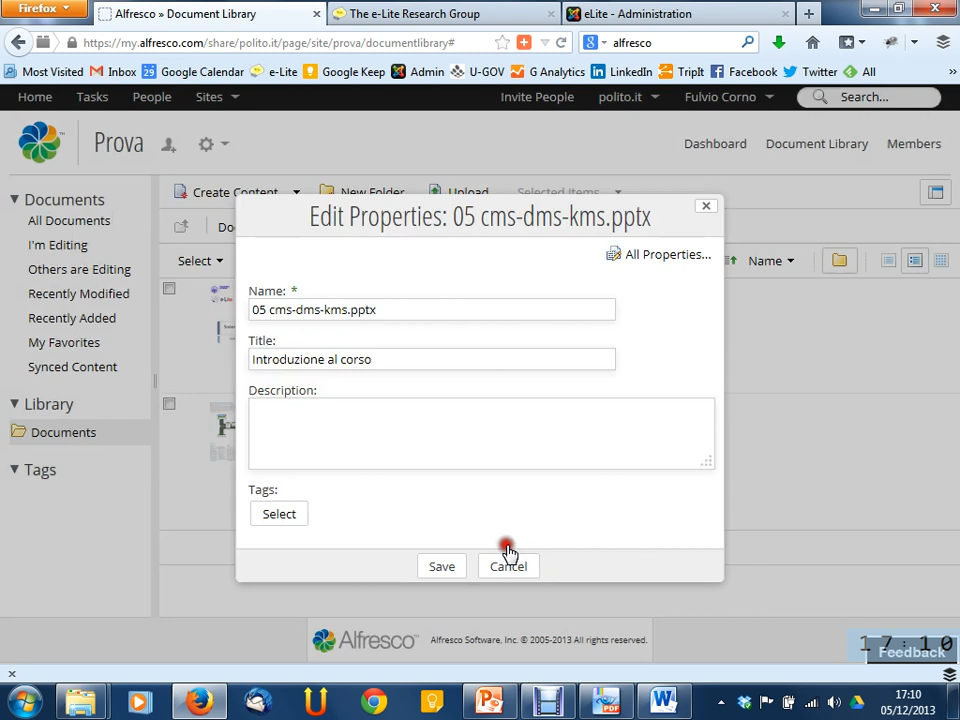 Firefox
Alfresco » Document Library
The e-Lite Research Group
eLite - Administration
https://my.alfresco.com/share/polito.it/page/site/prova/documentlibrary#
alfresco
Most Visited
Inbox
Google Calendar
e-Lite
Google Keep
Admin
U-GOV
G Analytics
LinkedIn
TripIt
Facebook
Twitter
All
Home
Tasks
People
Sites
Invite People
polito.it
Fulvio Corno
Search...
Prova
Dashboard
Document Library
Members
Documents
All Documents
I'm Editing
Others are Editing
Recently Modified
Recently Added
My Favorites
Synced Content
Library
Documents
Tags
Create Content
New Folder
Upload
Selected Items
Select
Name
Edit Properties: 05 cms-dms-kms.pptx
All Properties...
Name: *
05 cms-dms-kms.pptx
Title:
Introduzione al corso
Description:
Tags:
Select
Save
Cancel
Alfresco
Alfresco Software, Inc. © 2005-2013 All rights reserved.
17:10
Feedback
17:10
05/12/2013